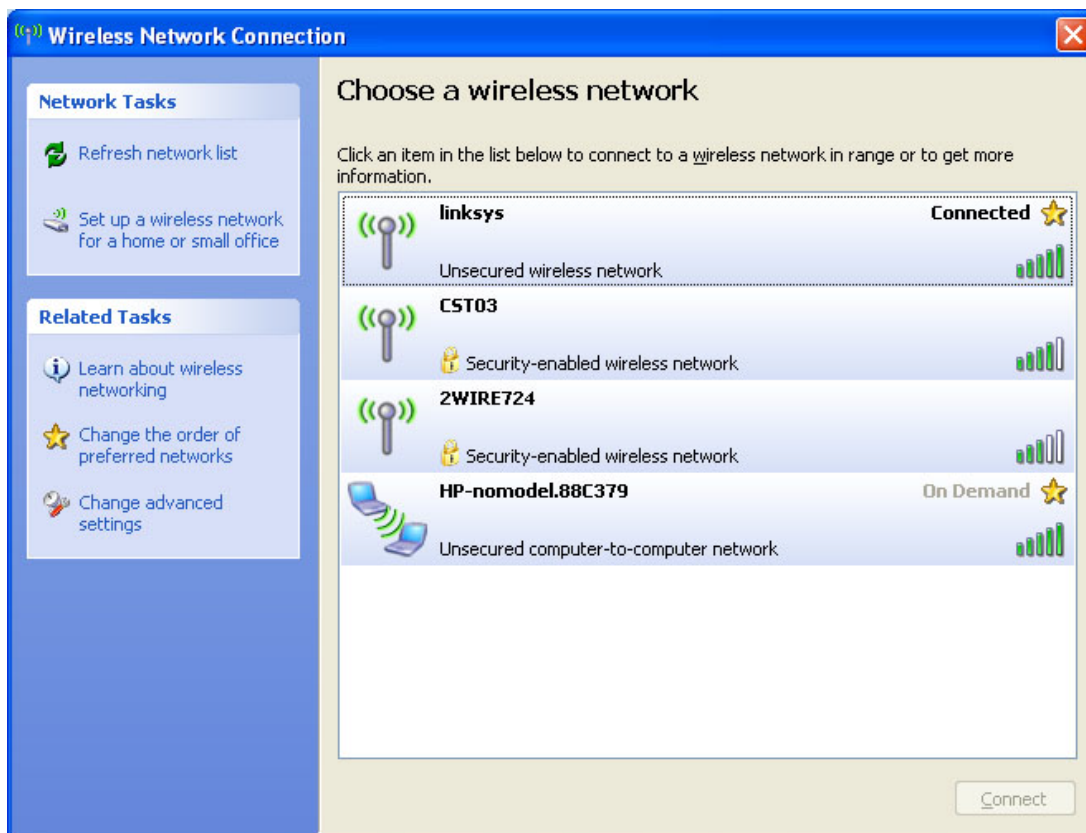 Wireless Network Connection
Network Tasks
Refresh network list
Set up a wireless network
for a home or small office
Related Tasks
Learn about wireless
networking
Change the order of
preferred networks
Change advanced
settings
Choose a wireless network
Click an item in the list below to connect to a wireless network in range or to get more
information.
linksys Connected
Unsecured wireless network
CST03
Security-enabled wireless network
2WIRE724
Security-enabled wireless network
HP-nomodel.88C379 On Demand
Unsecured computer-to-computer network
Connect